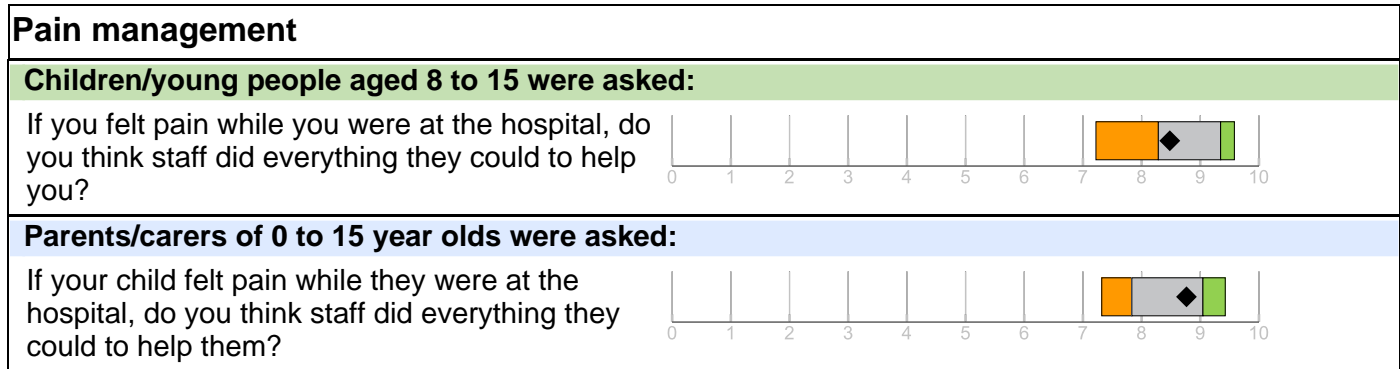 Pain management
Children/young people aged 8 to 15 were asked:
If you felt pain while you were at the hospital, do
you think staff did everything they could to help
you?
0 1 2 3 4 5 6 7 8 9 10
Parents/carers of 0 to 15 year olds were asked:
If your child felt pain while they were at the
hospital, do you think staff did everything they
could to help them?
0 1 2 3 4 5 6 7 8 9 10